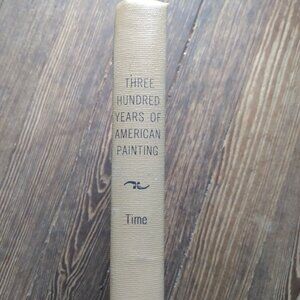 THREE
HUNDRED
YEARS OF
AMERICAN
PAINTING
Time